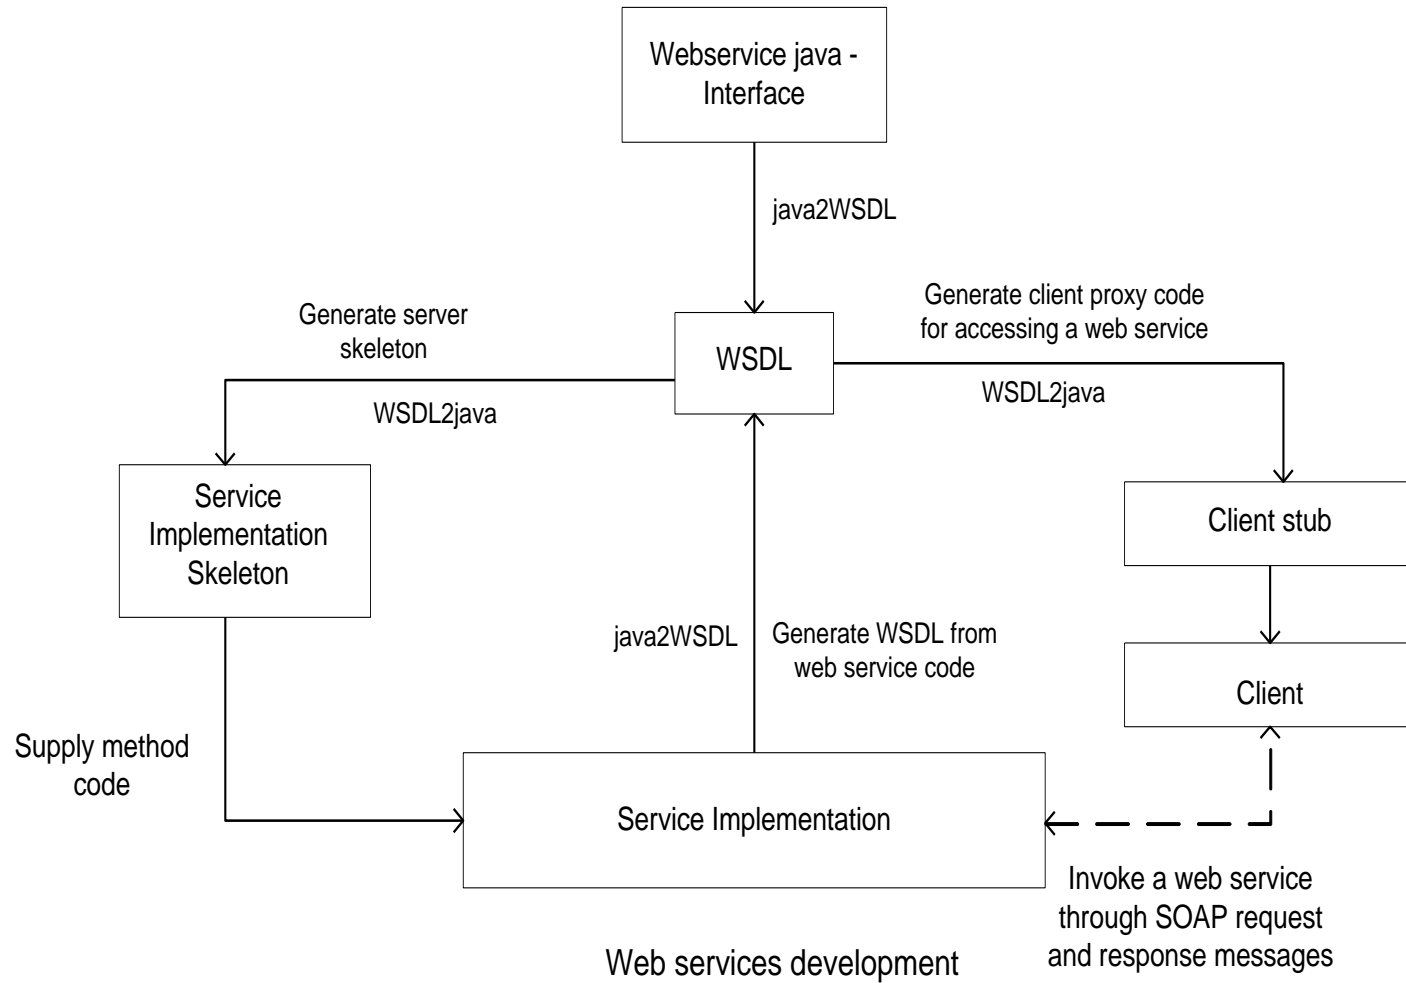 Webservice java -
Interface
java2WSDL
Generate client proxy code
for accessing a web service
Generate server
skeleton
WSDL
WSDL2java
WSDL2java
Service
Implementation
Skeleton
Client stub
java2WSDL
Generate WSDL from
web service code
Client
Supply method
code
Service Implementation
Invoke a web service
through SOAP request
and response messages
Web services development